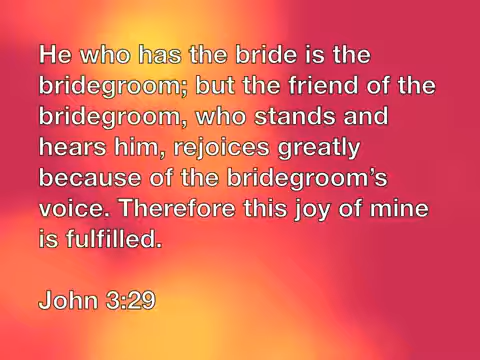 He who has the bride is the
bridegroom; but the friend of the
bridegroom, who stands and
hears him, rejoices greatly
because of the bridegroom’s
voice. Therefore this joy of mine
is fulfilled.
John 3:29